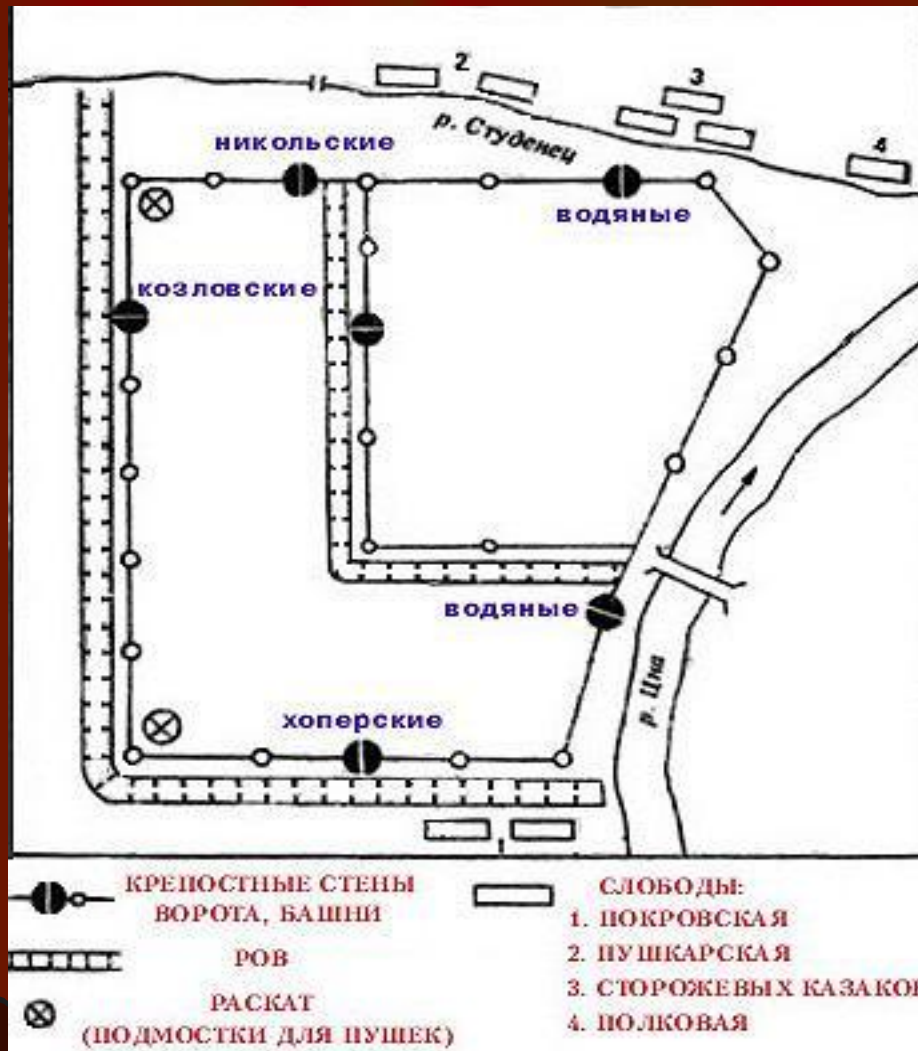 2
3
р. Студенец
4
никольские
водяные
козловские
водяные
р. Цна
хоперские
КРЕПОСТНЫЕ СТЕНЫ
ВОРОТА, БАШНИ
РОВ
РАСКАТ
(ПОДМОСТКИ ДЛЯ ПУШЕК)
СЛОБОДЫ:
1. ПОКРОВСКАЯ
2. ПУШКАРСКАЯ
3. СТОРОЖЕВЫХ КАЗАКОВ
4. ПОЛКОВАЯ